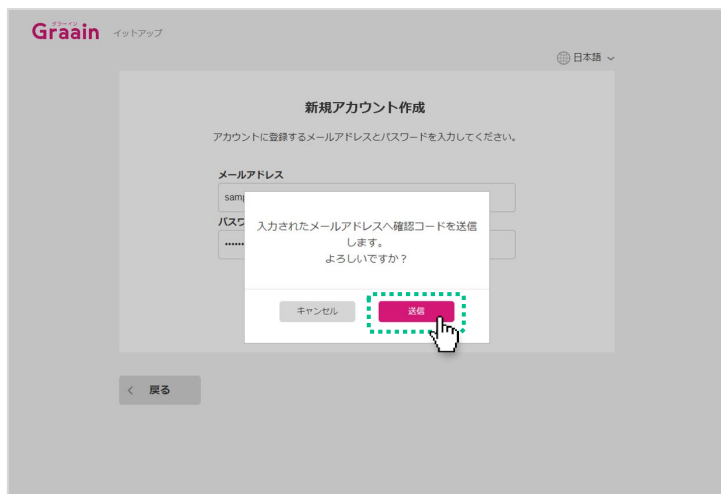 グラーイン
Graain イットアップ
日本語
新規アカウント作成
アカウントに登録するメールアドレスとパスワードを入力してください。
メールアドレス
samp
パスワ
入力されたメールアドレスへ確認コードを送信
します。
よろしいですか？
キャンセル 送信
戻る